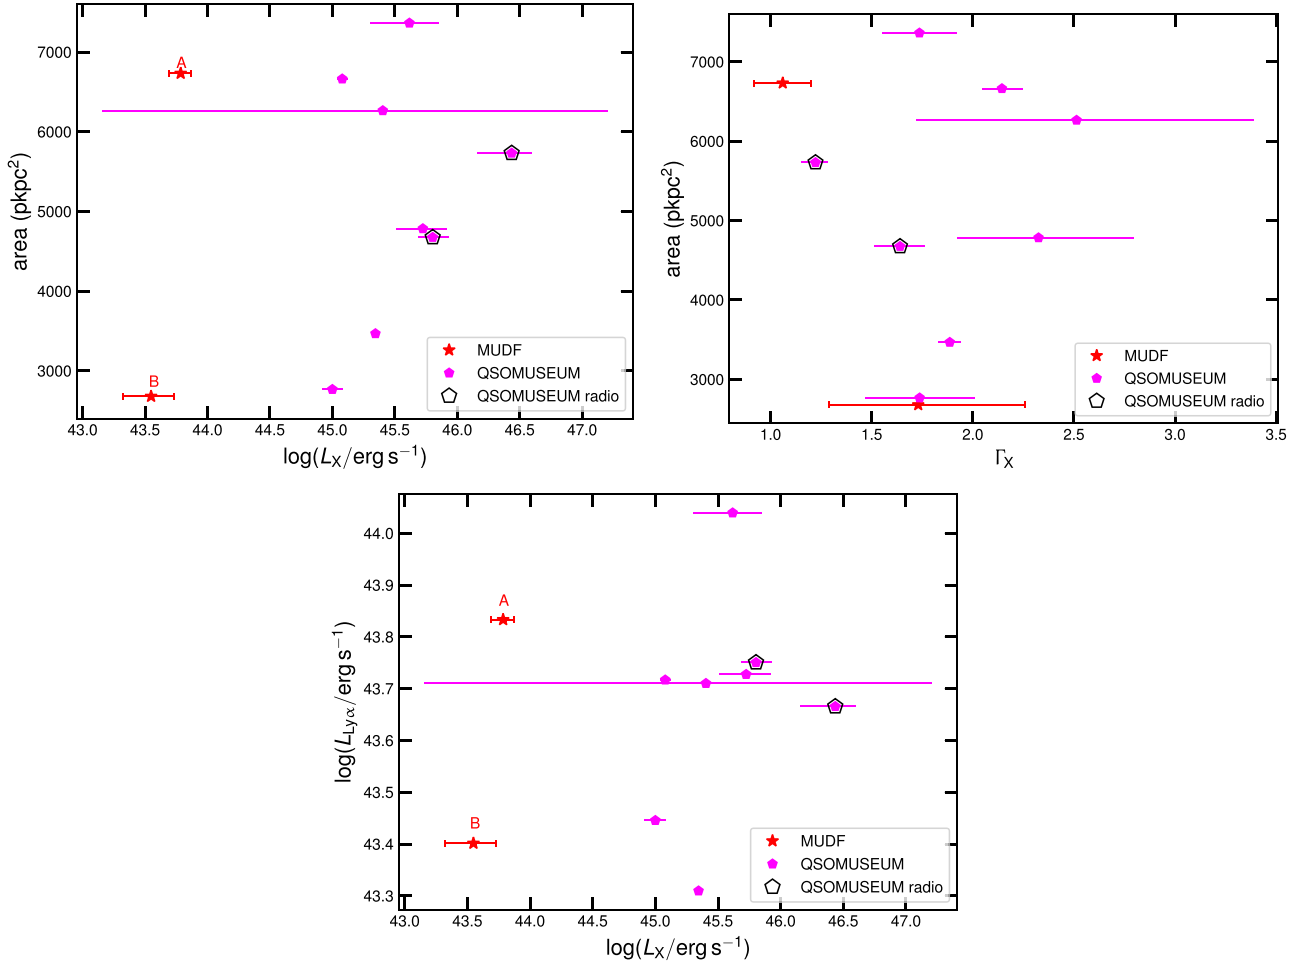 7000
6000
5000
4000
3000
area (pkpc²)
A
B
MUDF
QSOMUSEUM
QSOMUSEUM radio
43.0 43.5 44.0 44.5 45.0 45.5 46.0 46.5 47.0
log(L_X/erg s⁻¹)
7000
6000
5000
4000
3000
area (pkpc²)
MUDF
QSOMUSEUM
QSOMUSEUM radio
1.0 1.5 2.0 2.5 3.0 3.5
Γ_X
44.0
43.9
43.8
43.7
43.6
43.5
43.4
43.3
log(L_Lyα/erg s⁻¹)
A
B
MUDF
QSOMUSEUM
QSOMUSEUM radio
43.0 43.5 44.0 44.5 45.0 45.5 46.0 46.5 47.0
log(L_X/erg s⁻¹)